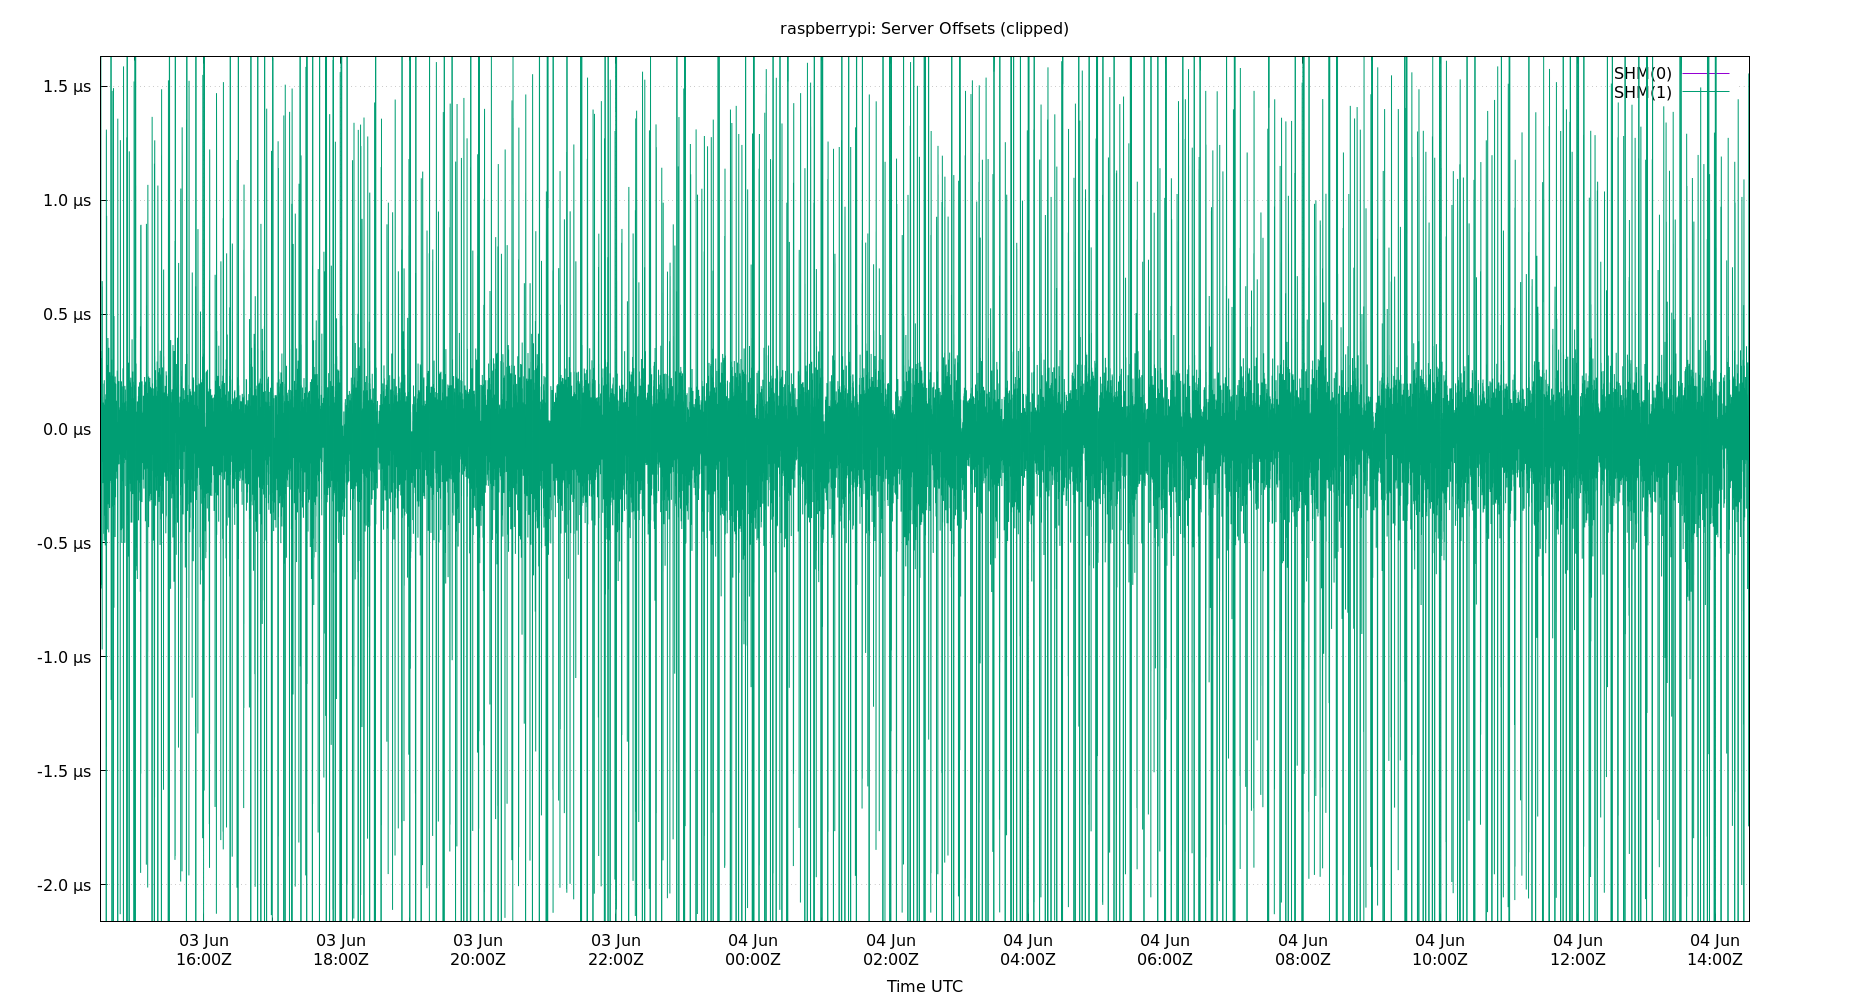 raspberrypi: Server Offsets (clipped)
SHM(0)
SHM(1)
1.5 µs
1.0 µs
0.5 µs
0.0 µs
-0.5 µs
-1.0 µs
-1.5 µs
-2.0 µs
03 Jun 03 Jun 03 Jun 03 Jun 04 Jun 04 Jun 04 Jun 04 Jun 04 Jun 04 Jun 04 Jun 04 Jun
16:00Z 18:00Z 20:00Z 22:00Z 00:00Z 02:00Z 04:00Z 06:00Z 08:00Z 10:00Z 12:00Z 14:00Z
Time UTC